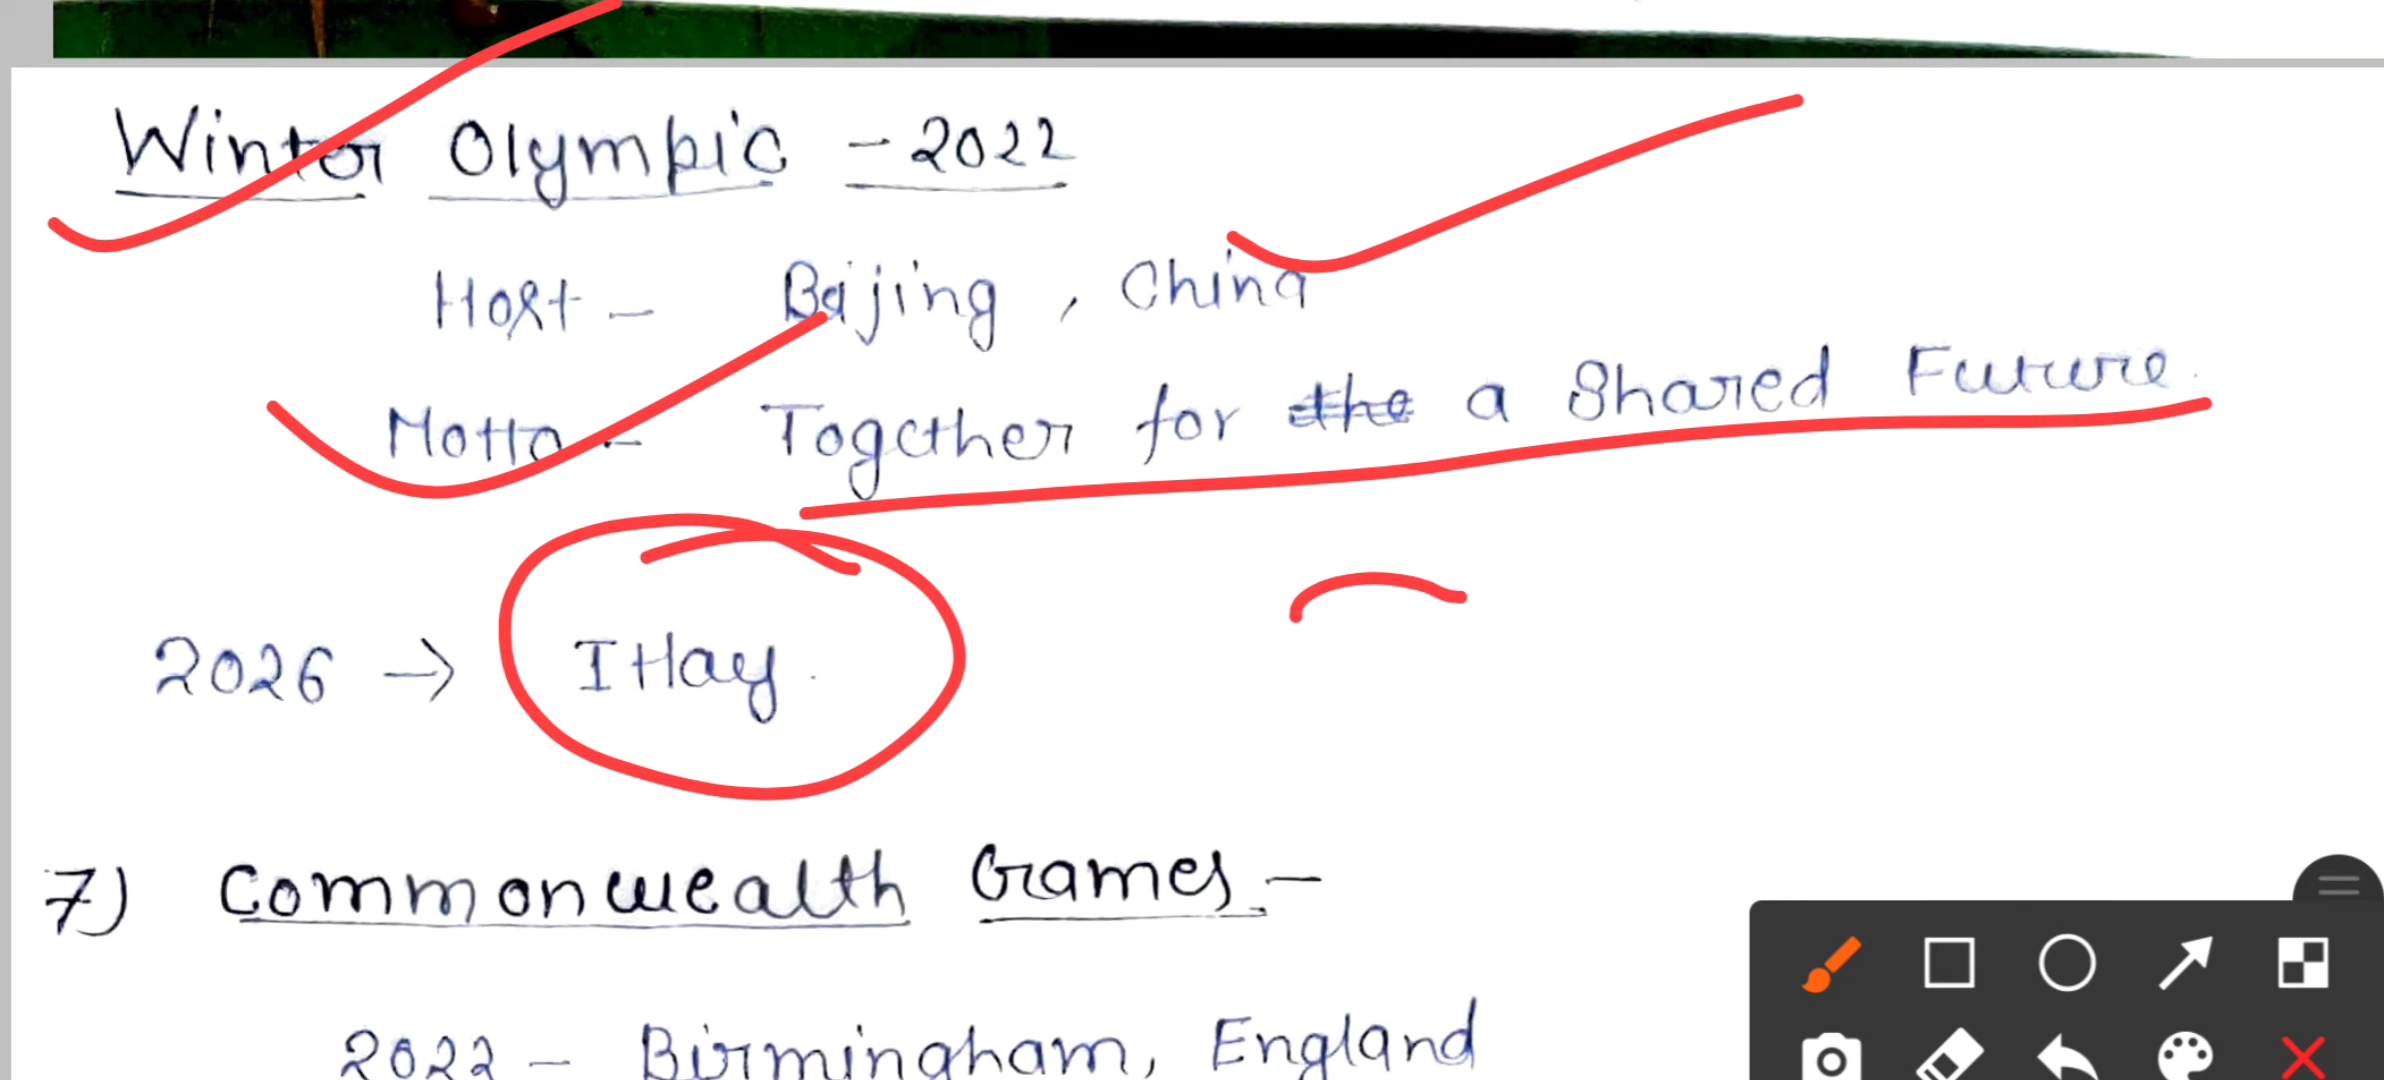 Winter Olympic - 2022
Host - Beijing, China
Motto - Together for the a Shared Future.
2026 → Italy.
7) Commonwealth Games -
2022 - Birmingham, England